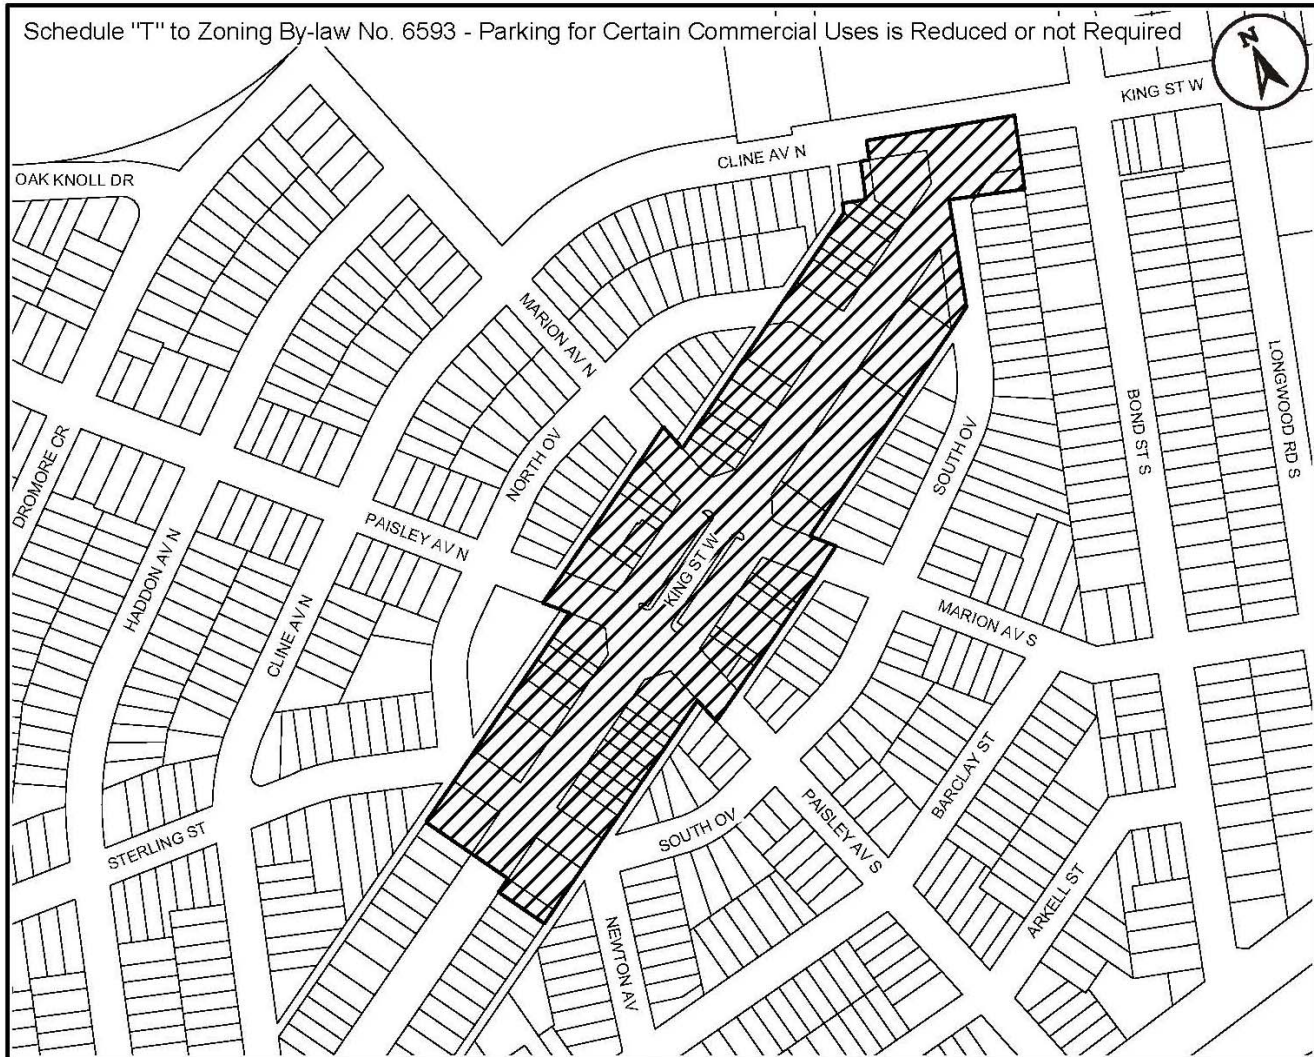 Schedule "T" to Zoning By-law No. 6593 - Parking for Certain Commercial Uses is Reduced or not Required
N
KING ST W
CLINE AV N
OAK KNOLL DR
MARION AV N
LONGWOOD RD S
BOND ST S
NORTH OV
SOUTH OV
DROMORE CR
PAISLEY AV N
HADDON AV N
KING ST W
CLINE AV N
MARION AV S
BARCLAY ST
STERLING ST
SOUTH OV
PAISLEY AV S
ARKELL ST
NEWTON AV